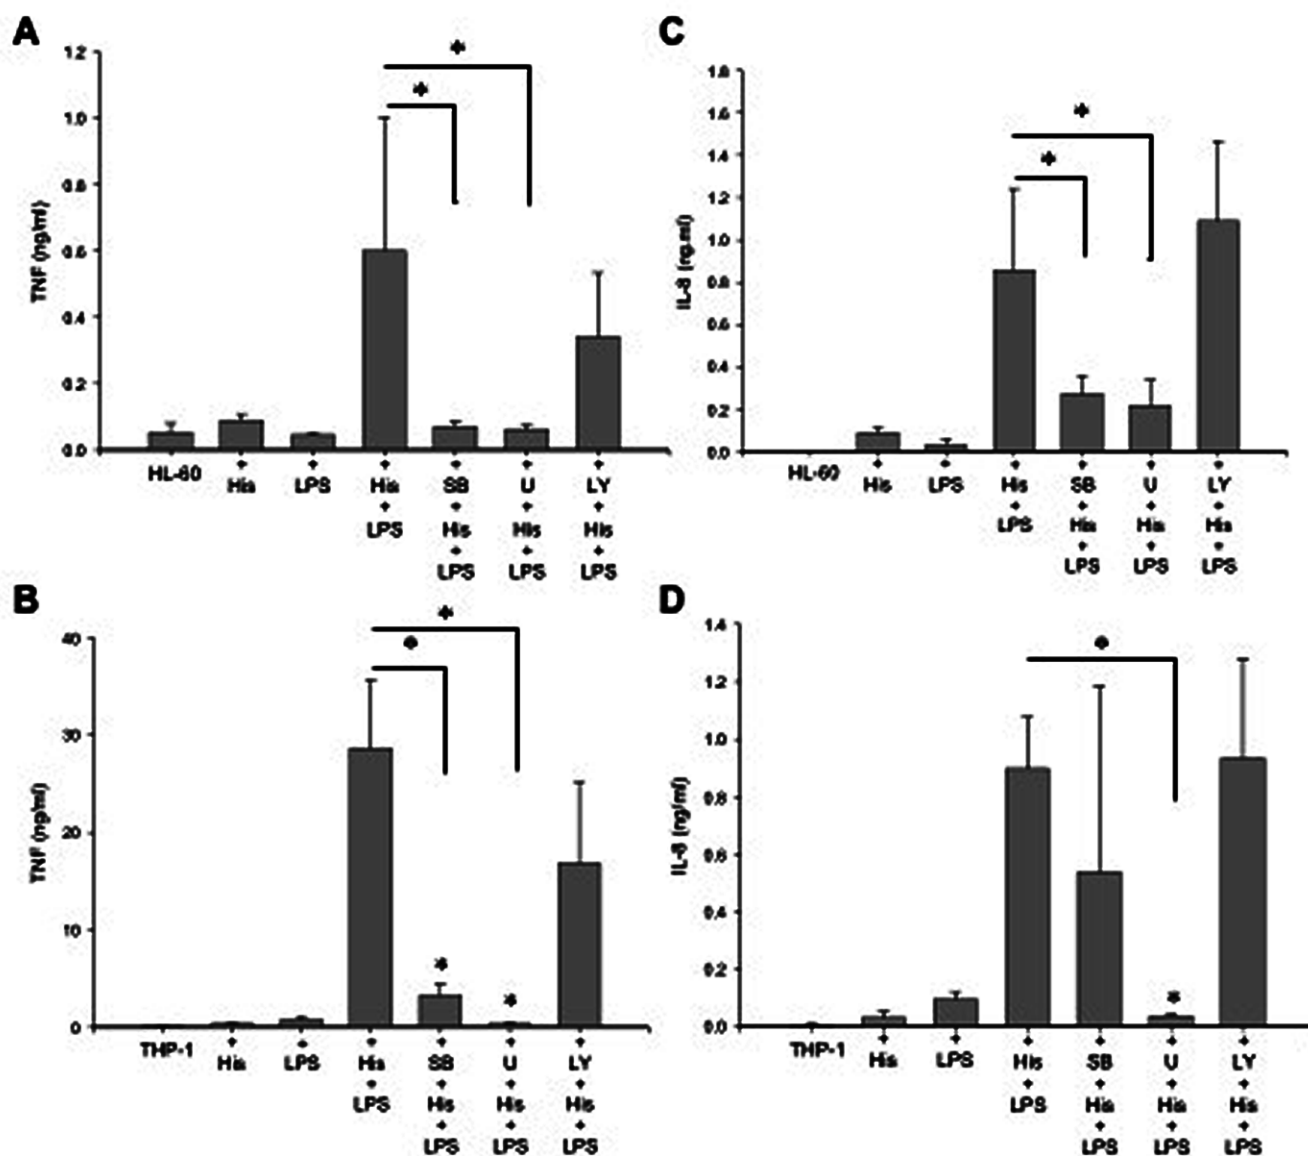 A
1.2
1.0
0.8
0.6
0.4
0.2
0.0
TNF (ng/ml)
* *
HL-60 + + + + + +
His LPS His SB U LY
+ + + +
LPS His His His
+ + +
LPS LPS LPS
C
1.8
1.6
1.4
1.2
1.0
0.8
0.6
0.4
0.2
0.0
IL-8 (ng.ml)
* *
HL-60 + + + + + +
His LPS His SB U LY
+ + + +
LPS His His His
+ + +
LPS LPS LPS
B
40
30
20
10
0
TNF (ng/ml)
* *
* *
THP-1 + + + + + +
His LPS His SB U LY
+ + + +
LPS His His His
+ + +
LPS LPS LPS
D
1.4
1.2
1.0
0.8
0.6
0.4
0.2
0.0
IL-8 (ng/ml)
*
*
THP-1 + + + + + +
His LPS His SB U LY
+ + + +
LPS His His His
+ + +
LPS LPS LPS